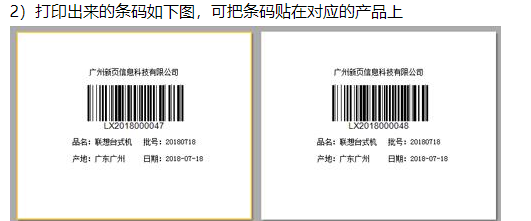 2）打印出来的条码如下图，可把条码贴在对应的产品上
广州新页信息科技有限公司
LX2018000047
品名：联想台式机 批号：20180718
产地：广东广州 日期：2018-07-18
广州新页信息科技有限公司
LX2018000048
品名：联想台式机 批号：20180718
产地：广东广州 日期：2018-07-18